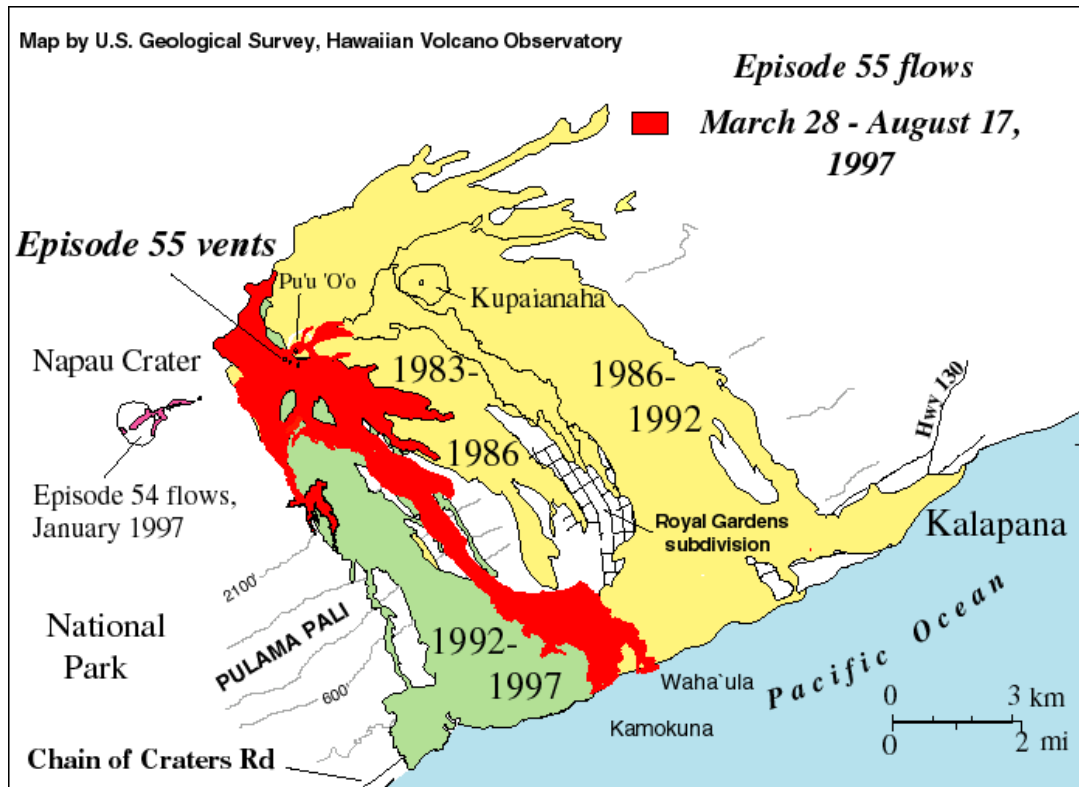 Map by U.S. Geological Survey, Hawaiian Volcano Observatory
Episode 55 flows
March 28 - August 17,
1997
Episode 55 vents
Pu'u 'O'o
Kupaianaha
Napau Crater
1983-
1986
1986-
1992
Hwy 130
Episode 54 flows,
January 1997
Royal Gardens
subdivision
Kalapana
2100'
National
Park
PULAMA PALI
600'
1992-
1997
Waha`ula
Kamokuna
Pacific Ocean
0 3 km
0 2 mi
Chain of Craters Rd